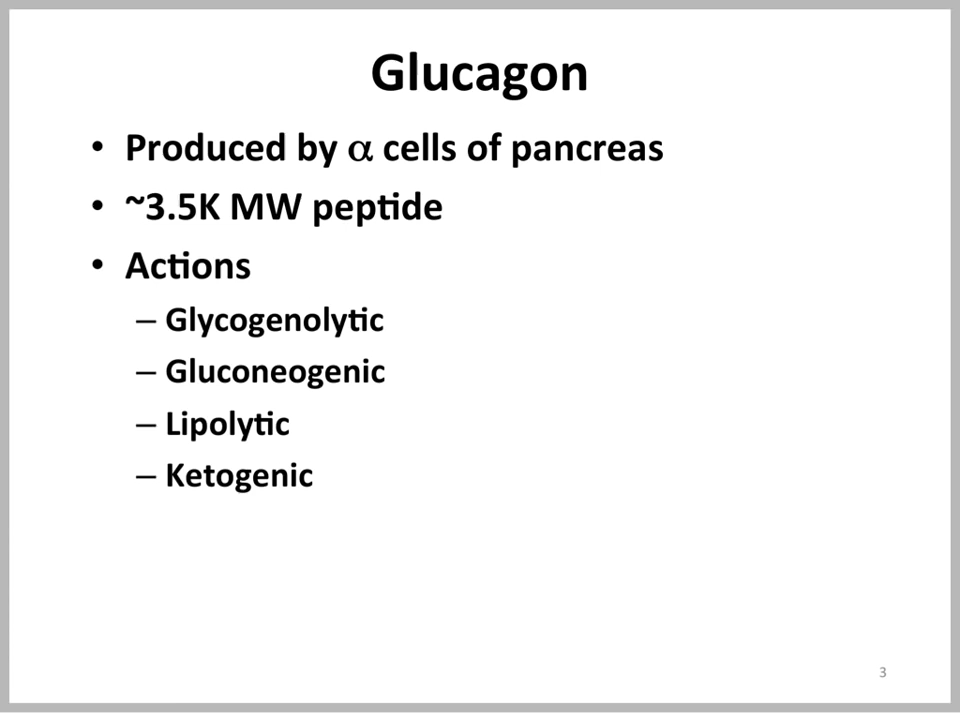 Glucagon
• Produced by α cells of pancreas
• ~3.5K MW peptide
• Actions
– Glycogenolytic
– Gluconeogenic
– Lipolytic
– Ketogenic
3